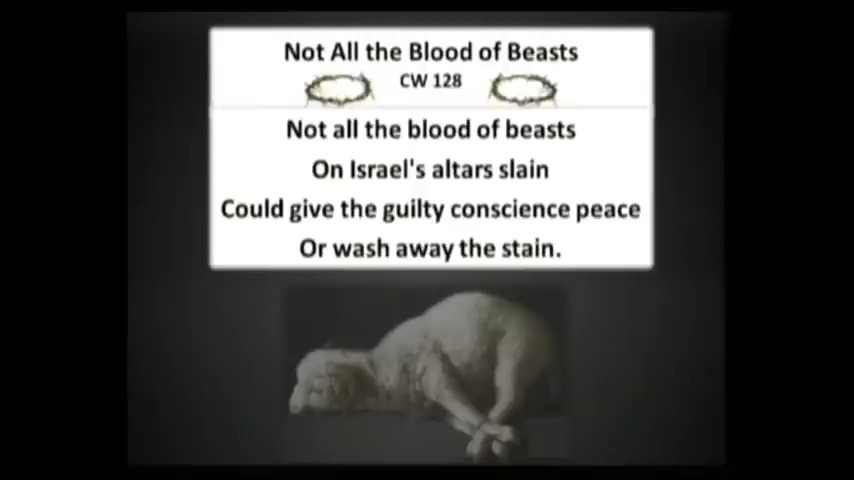 Not All the Blood of Beasts
CW 128
Not all the blood of beasts
On Israel's altars slain
Could give the guilty conscience peace
Or wash away the stain.